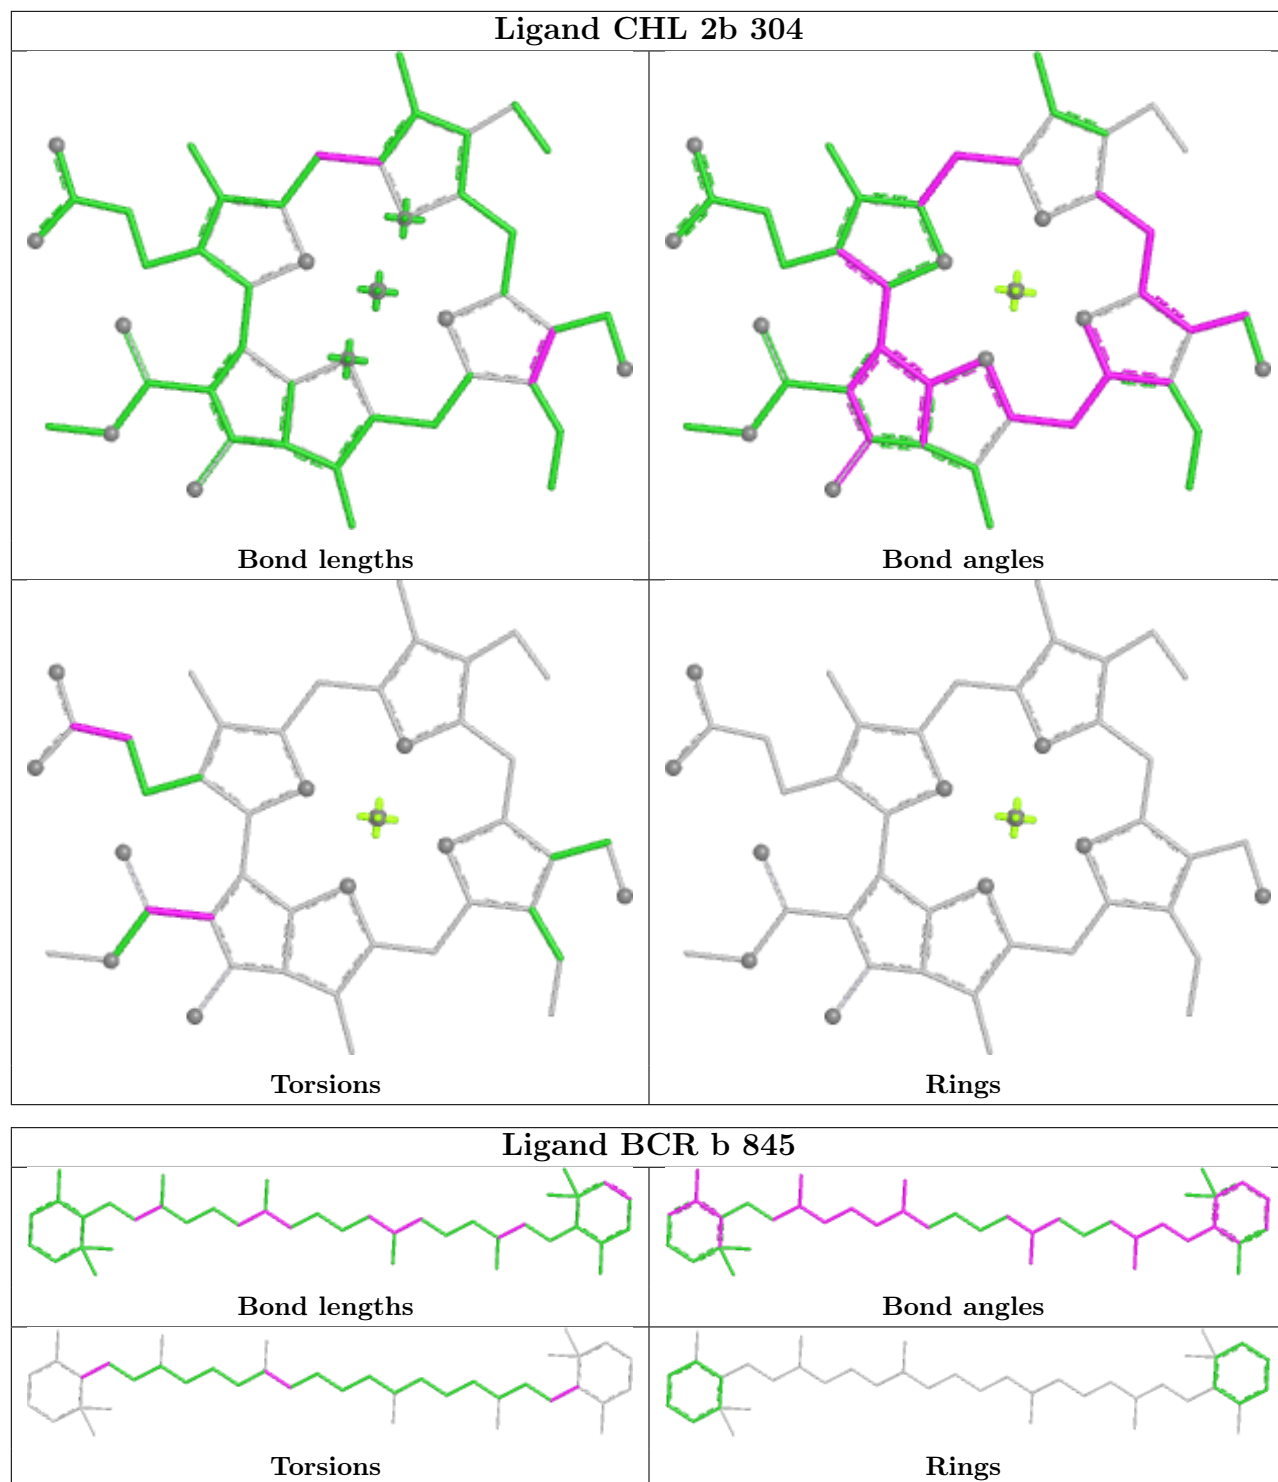 Ligand CHL 2b 304
Bond lengths
Bond angles
Torsions
Rings
Ligand BCR b 845
Bond lengths
Bond angles
Torsions
Rings